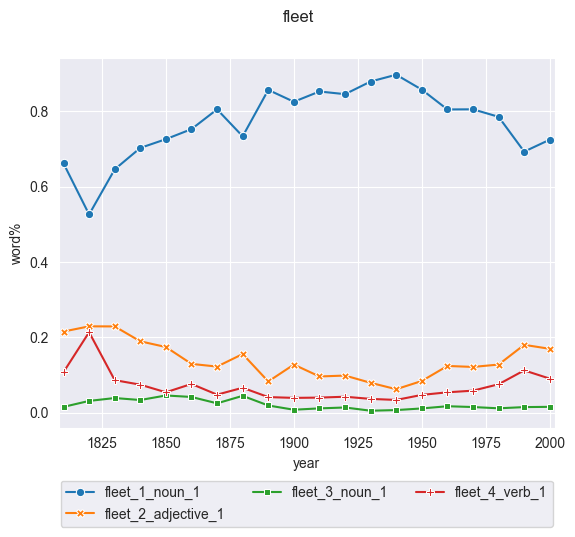 fleet
0.8
0.6
0.4
0.2
0.0
word%
1825 1850 1875 1900 1925 1950 1975 2000
year
fleet_1_noun_1 fleet_3_noun_1 fleet_4_verb_1
fleet_2_adjective_1